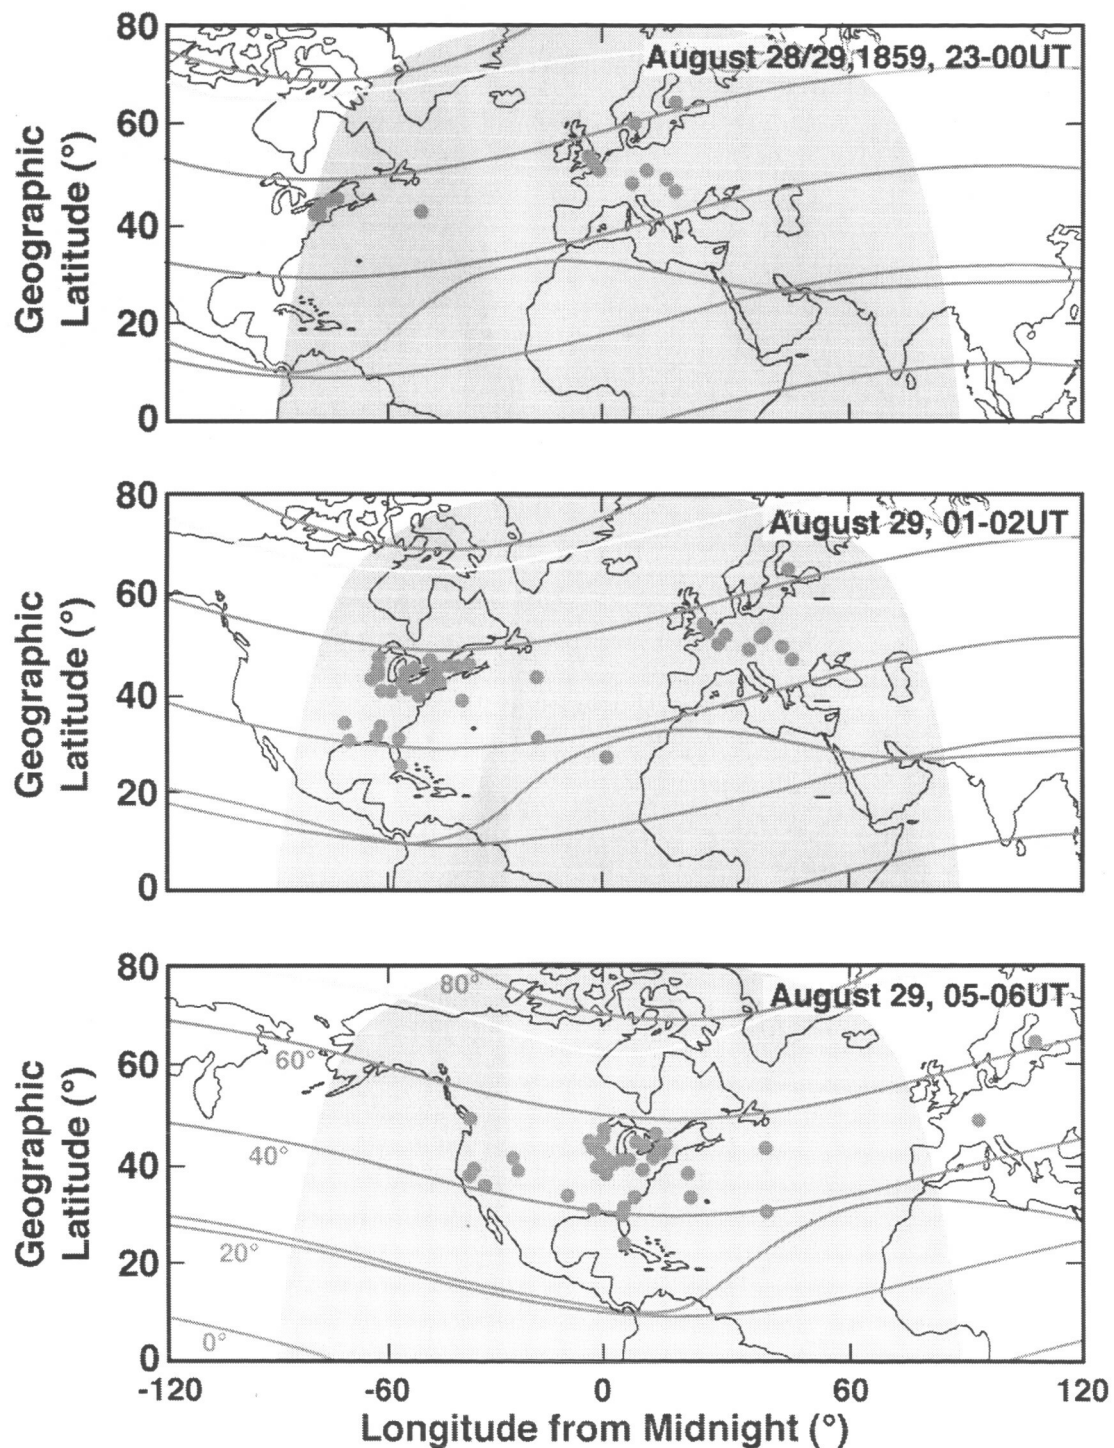 80
60
40
20
0
Geographic
Latitude (°)
August 28/29,1859, 23-00UT
80
60
40
20
0
Geographic
Latitude (°)
August 29, 01-02UT
80
60
40
20
0
Geographic
Latitude (°)
August 29, 05-06UT
80°
60°
40°
20°
0°
-120
-60
0
60
120
Longitude from Midnight (°)